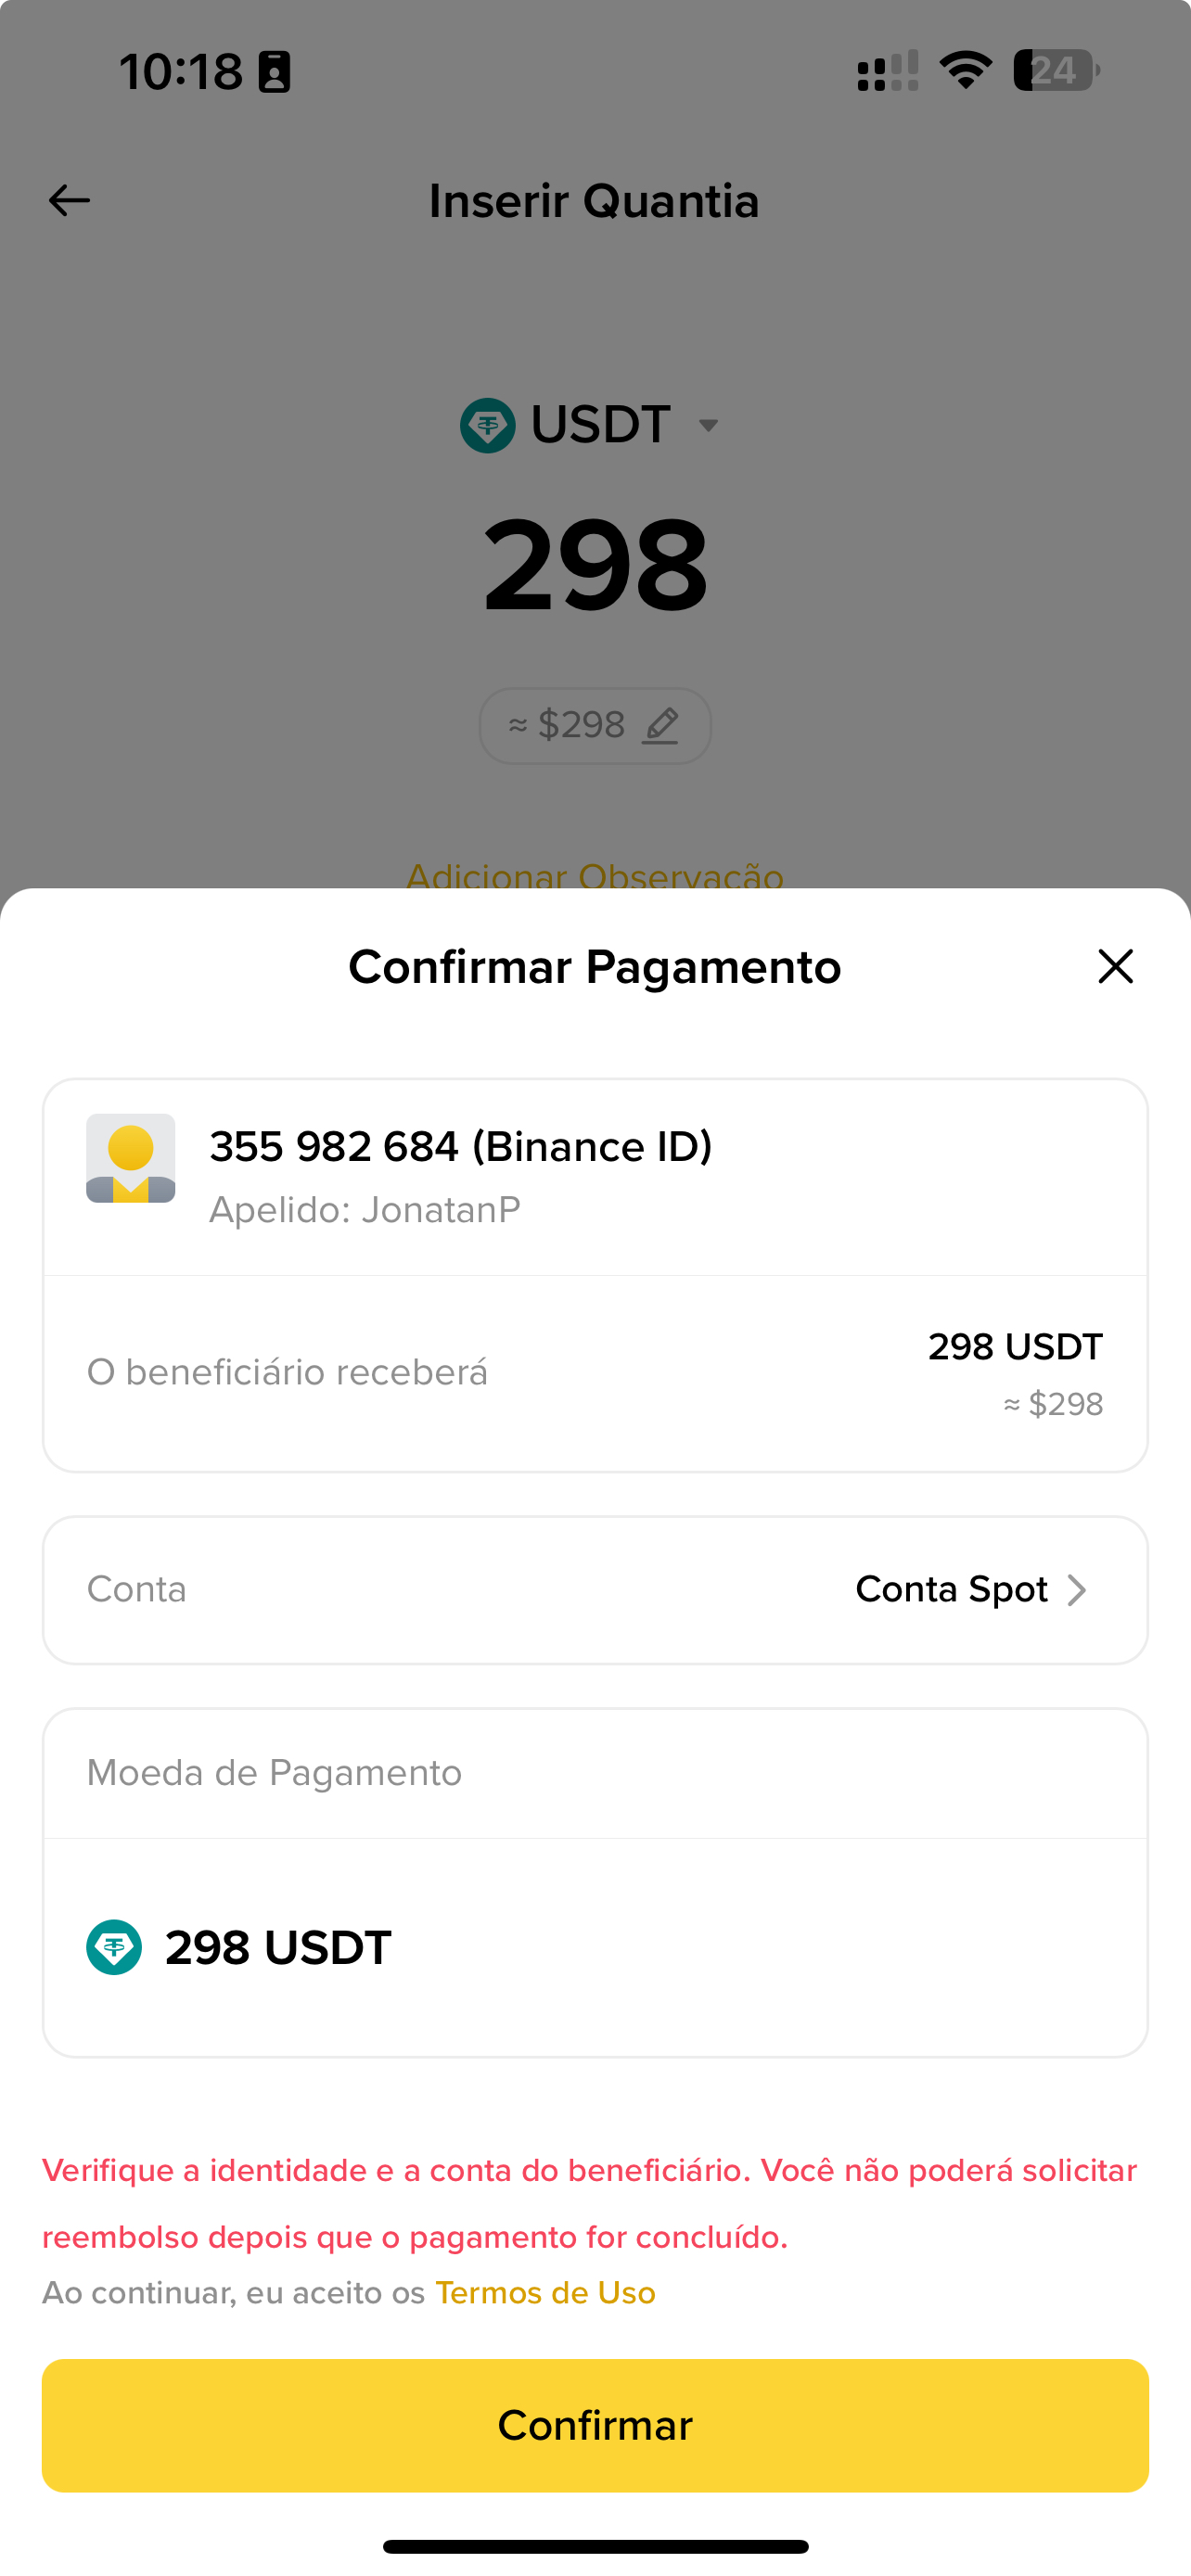 10:18
24
Inserir Quantia
USDT
298
≈ $298
Adicionar Observação
Confirmar Pagamento
355 982 684 (Binance ID)
Apelido: JonatanP
O beneficiário receberá
298 USDT
≈ $298
Conta
Conta Spot
Moeda de Pagamento
298 USDT
Verifique a identidade e a conta do beneficiário. Você não poderá solicitar
reembolso depois que o pagamento for concluído.
Ao continuar, eu aceito os Termos de Uso
Confirmar